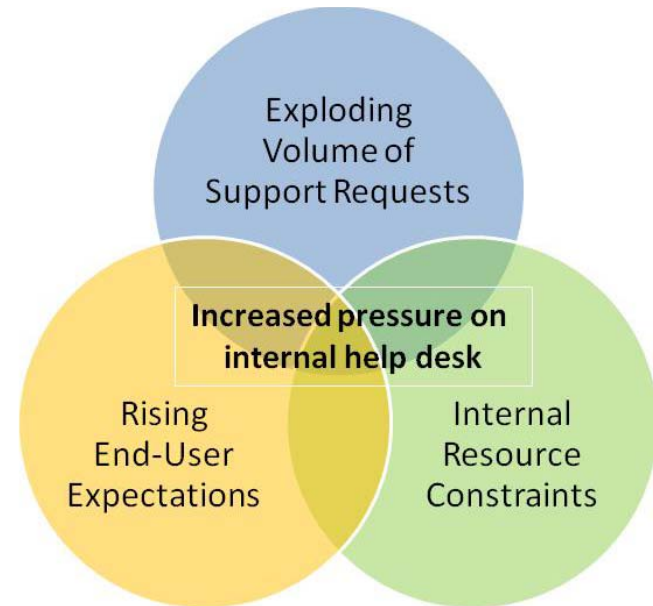 Exploding
Volume of
Support Requests
Increased pressure on
internal help desk
Rising
End-User
Expectations
Internal
Resource
Constraints